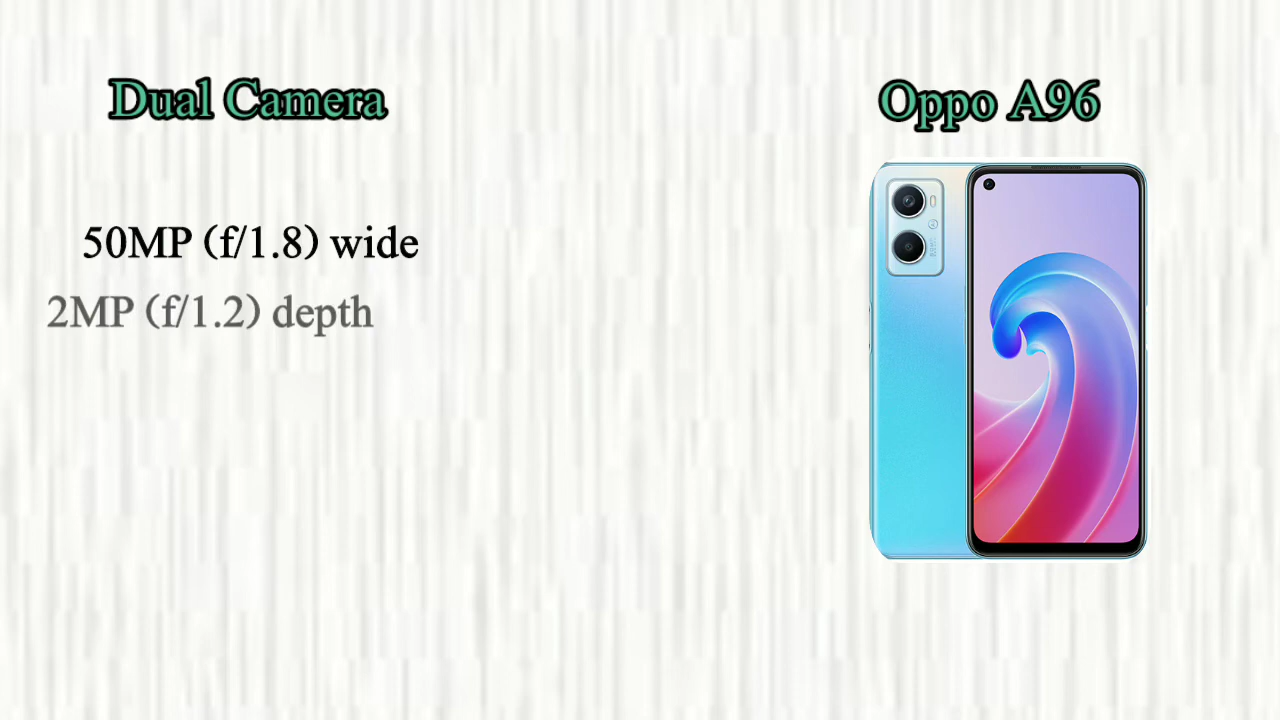 Dual Camera
Oppo A96
50MP (f/1.8) wide
2MP (f/1.2) depth